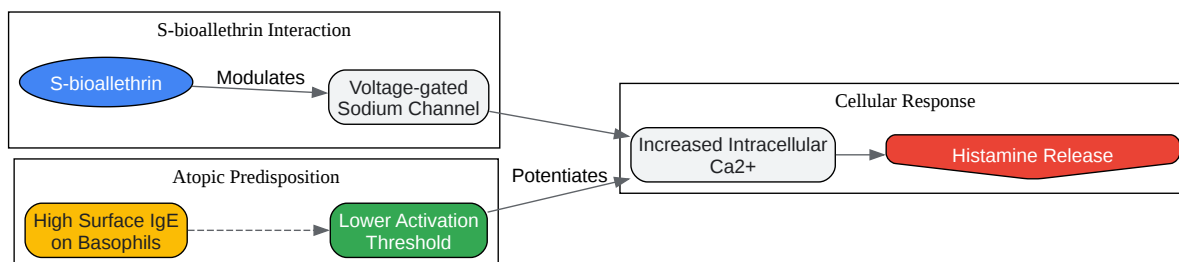 S-bioallethrin Interaction
S-bioallethrin
Modulates
Voltage-gated
Sodium Channel
Atopic Predisposition
High Surface IgE
on Basophils
Lower Activation
Threshold
Potentiates
Cellular Response
Increased Intracellular
Ca2+
Histamine Release